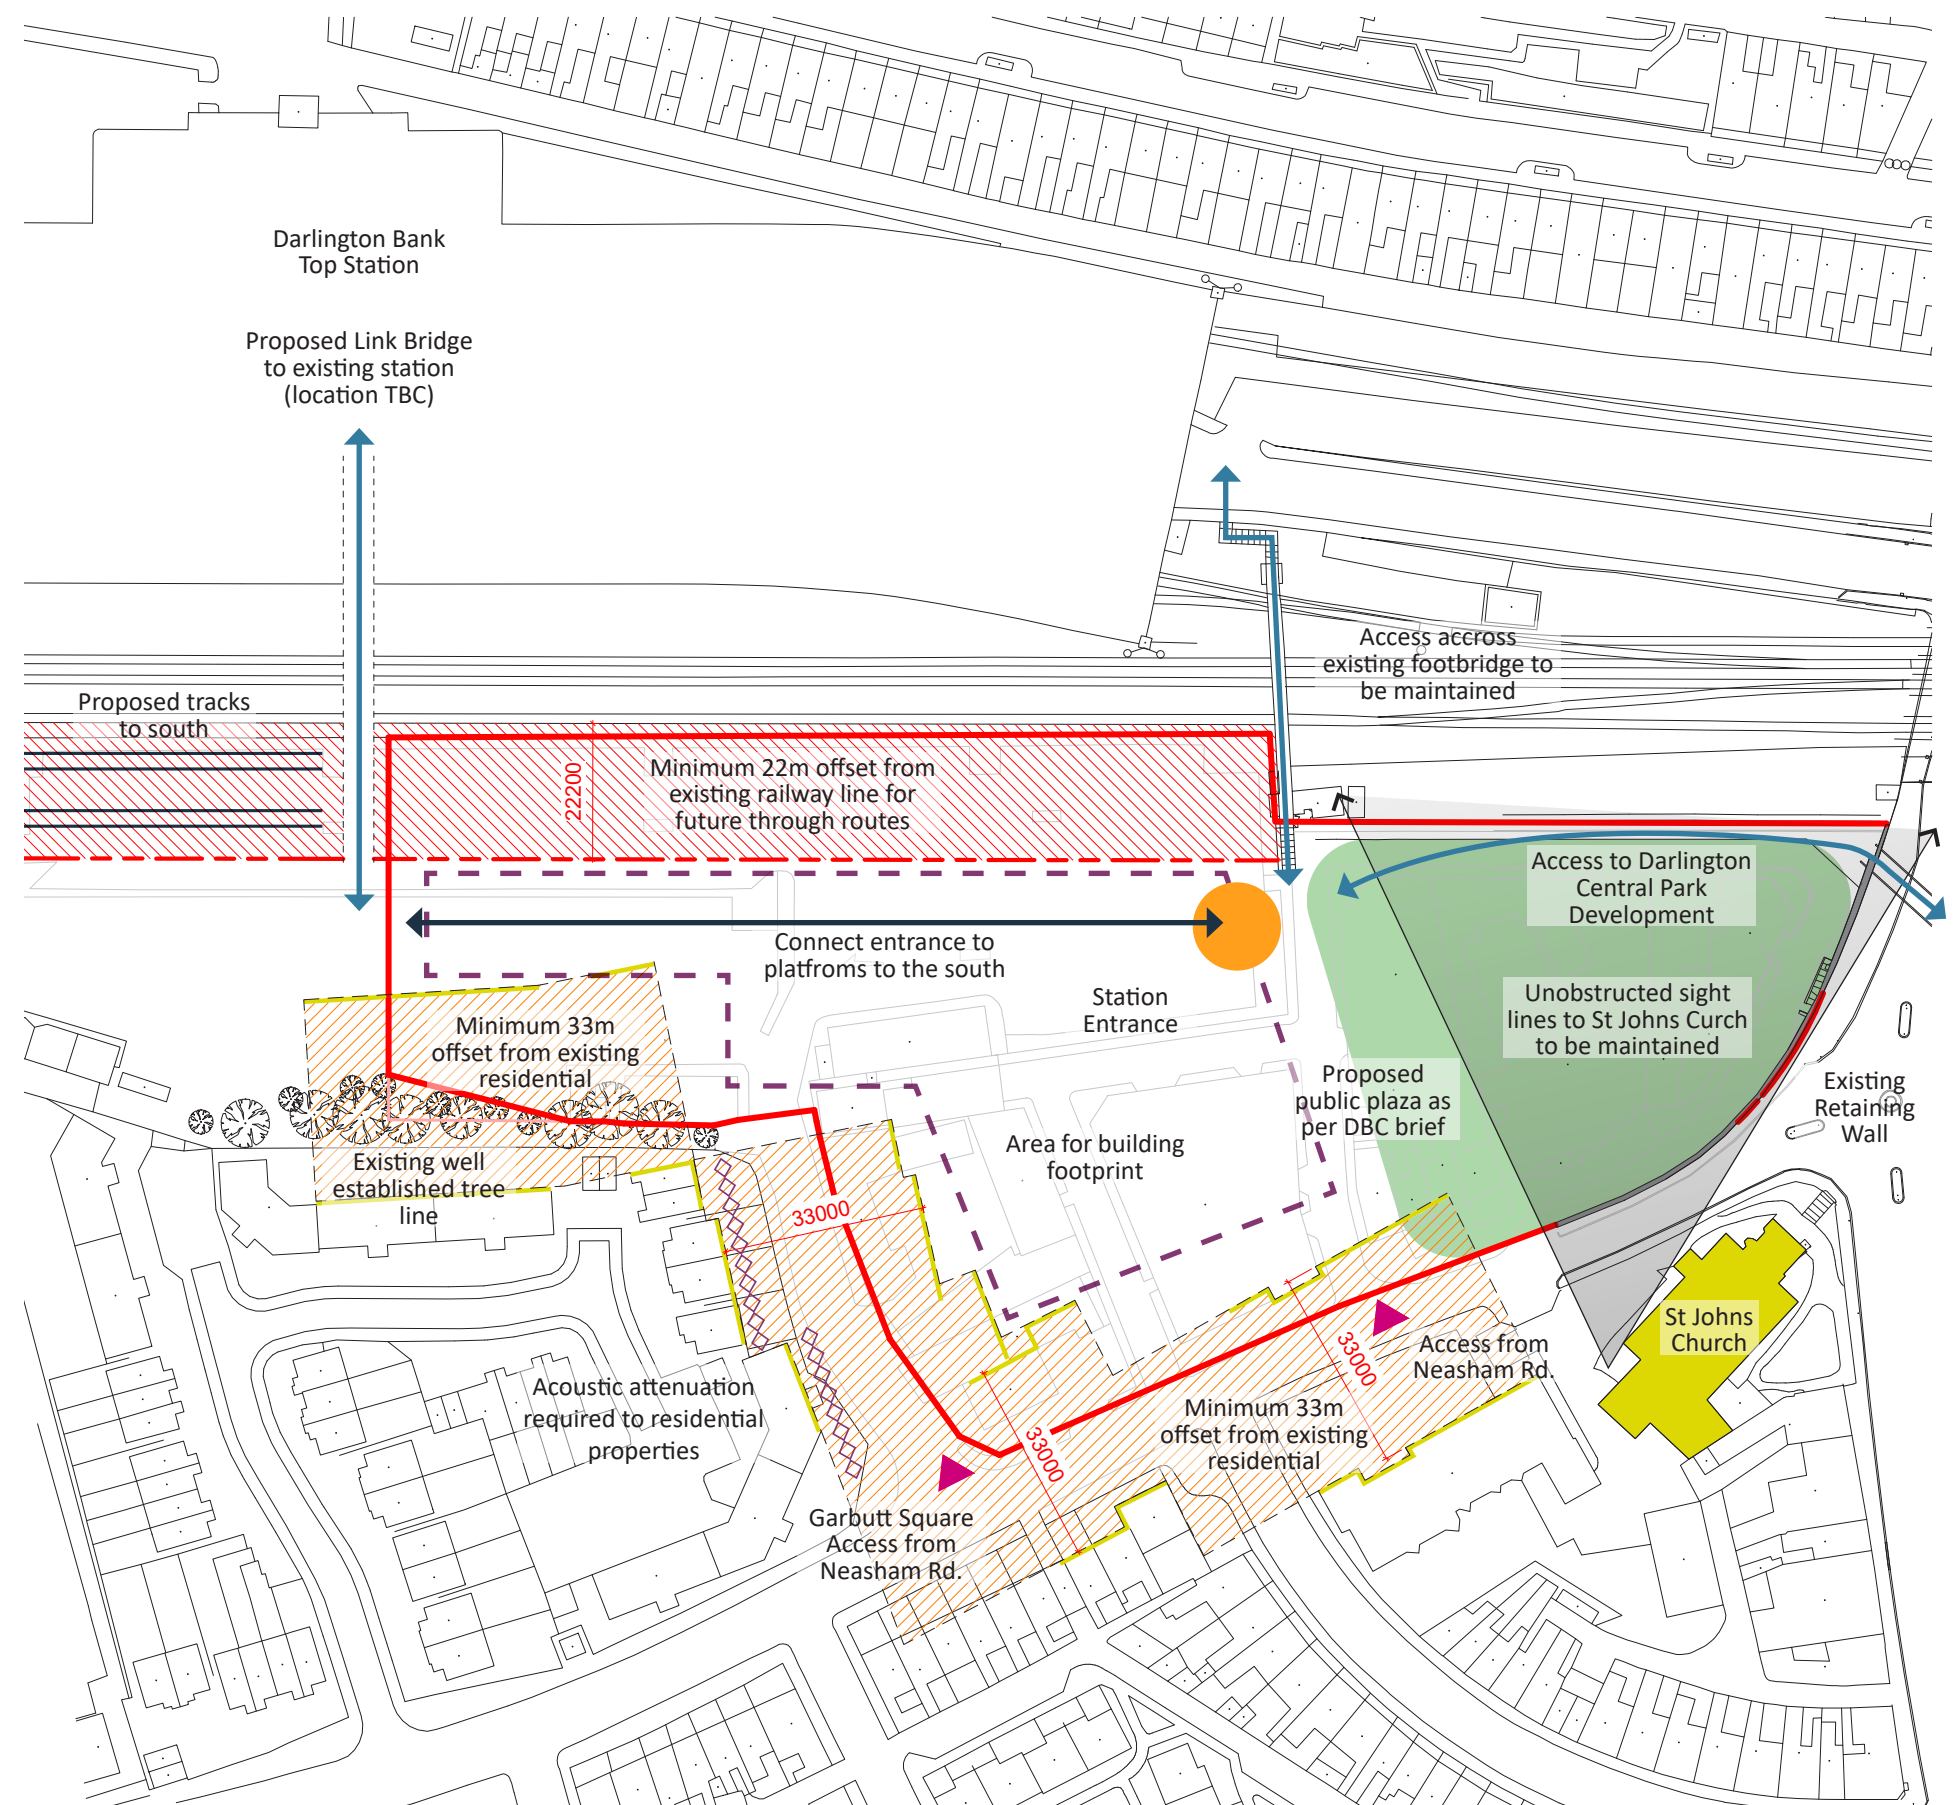 Darlington Bank
Top Station
Proposed Link Bridge
to existing station
(location TBC)
Access accross
existing footbridge to
be maintained
Proposed tracks
to south
22200
Minimum 22m offset from
existing railway line for
future through routes
Access to Darlington
Central Park
Development
Connect entrance to
platfroms to the south
Station
Entrance
Unobstructed sight
lines to St Johns Curch
to be maintained
Minimum 33m
offset from existing
residential
Proposed
public plaza as
per DBC brief
Existing
Retaining
Wall
Area for building
footprint
Existing well
established tree
line
33000
St Johns
Church
33000
Access from
Neasham Rd.
Acoustic attenuation
required to residential
properties
Minimum 33m
offset from existing
residential
33000
Garbutt Square
Access from
Neasham Rd.